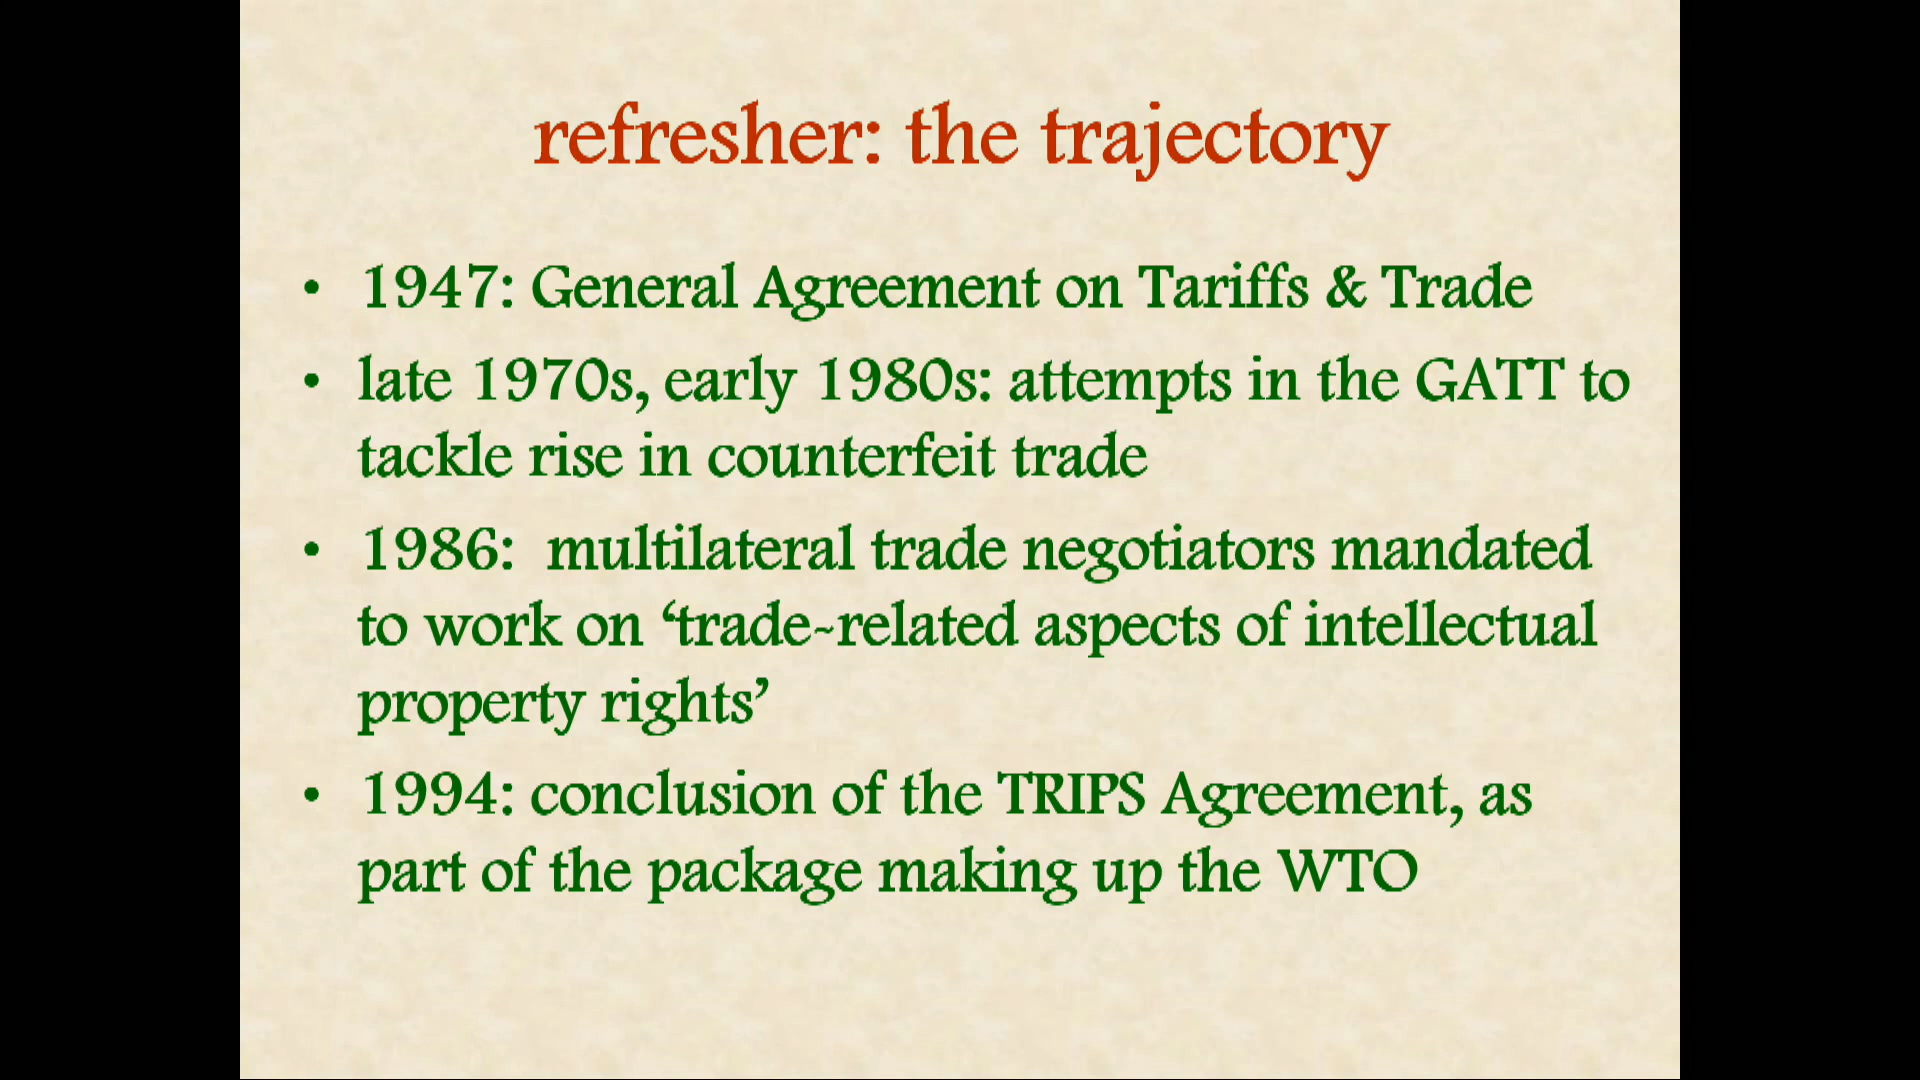 refresher: the trajectory
• 1947: General Agreement on Tariffs & Trade
• late 1970s, early 1980s: attempts in the GATT to
tackle rise in counterfeit trade
• 1986:  multilateral trade negotiators mandated
to work on ‘trade-related aspects of intellectual
property rights’
• 1994: conclusion of the TRIPS Agreement, as
part of the package making up the WTO